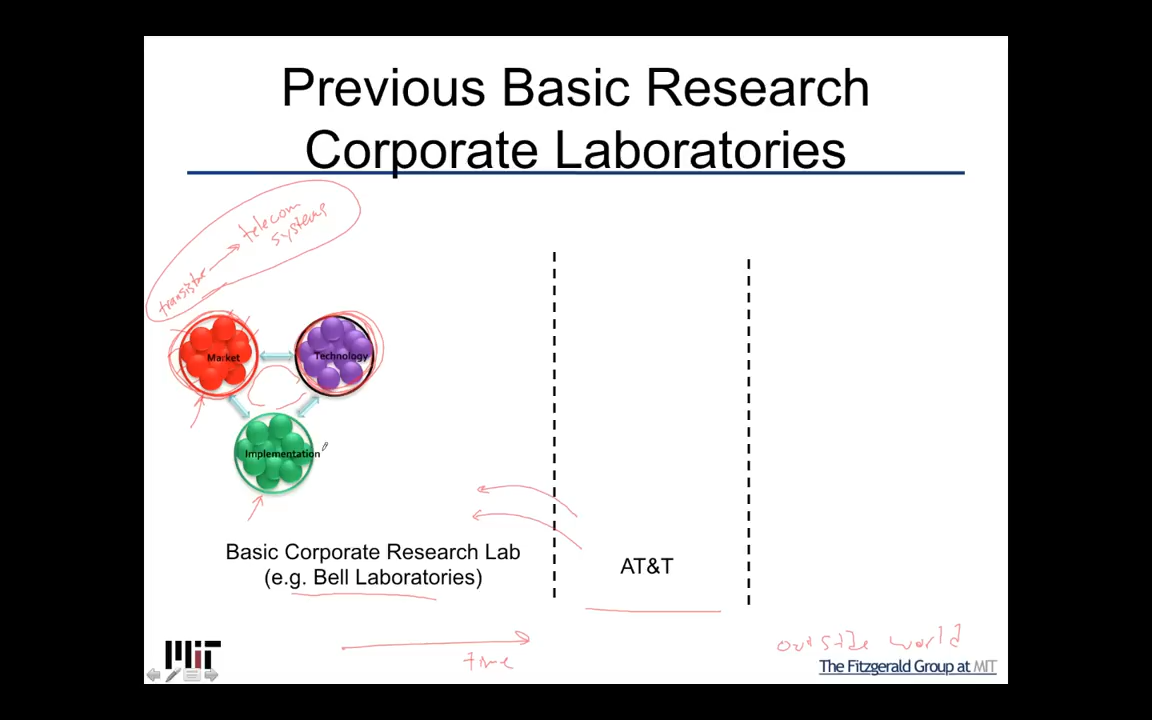 Previous Basic Research
Corporate Laboratories
transistor → telecom
systems
Market
Technology
Implementation
Basic Corporate Research Lab
(e.g. Bell Laboratories)
AT&T
time
outside world
MIT
The Fitzgerald Group at MIT